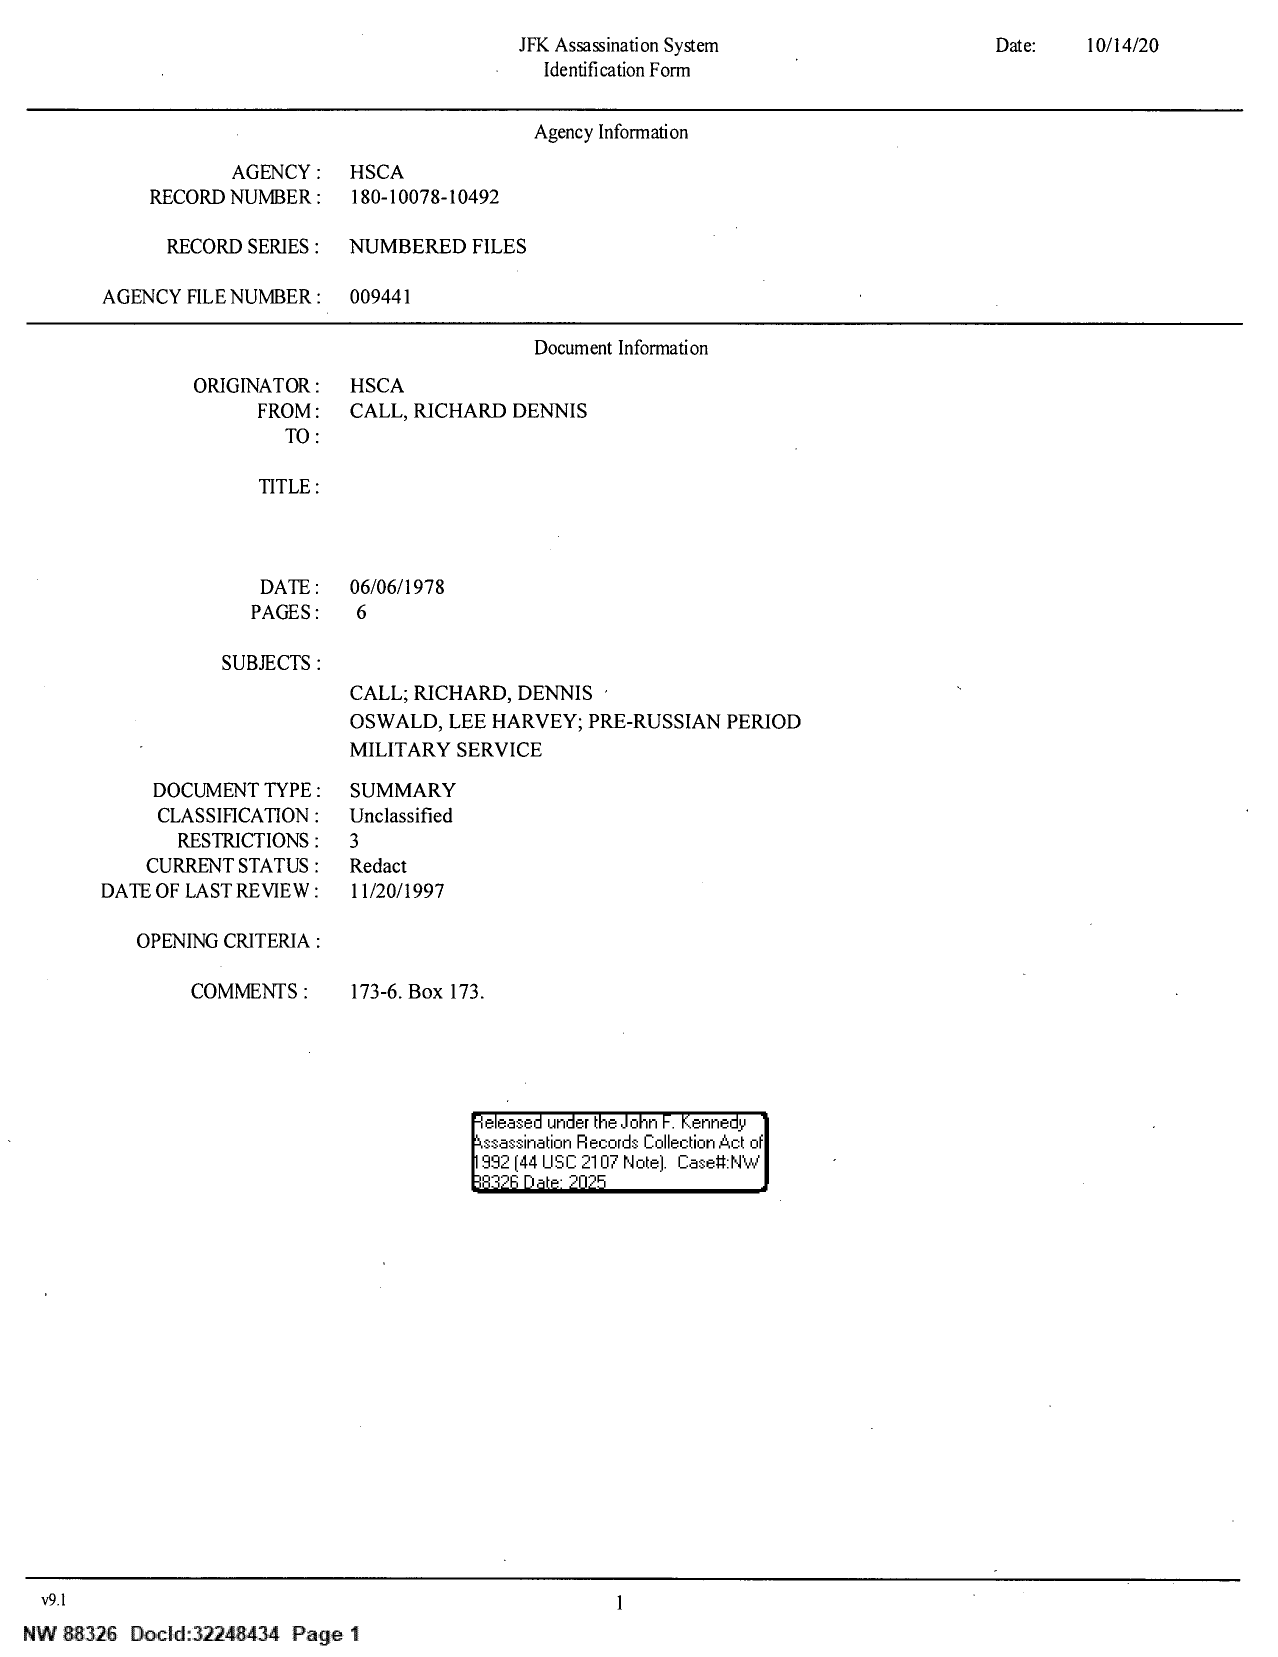 JFK Assassination System
Date: 10/14/20
Identification Form
Agency Information
AGENCY : HSCA
RECORD NUMBER : 180-10078-10492
RECORD SERIES : NUMBERED FILES
AGENCY FILE NUMBER : 009441
Document Information
ORIGINATOR : HSCA
FROM : CALL, RICHARD DENNIS
TO :
TITLE :
DATE : 06/06/1978
PAGES : 6
SUBJECTS :
CALL; RICHARD, DENNIS
OSWALD, LEE HARVEY; PRE-RUSSIAN PERIOD
MILITARY SERVICE
DOCUMENT TYPE : SUMMARY
CLASSIFICATION : Unclassified
RESTRICTIONS : 3
CURRENT STATUS : Redact
DATE OF LAST REVIEW : 11/20/1997
OPENING CRITERIA :
COMMENTS : 173-6. Box 173.
Released under the John F. Kennedy
Assassination Records Collection Act of
1992 (44 USC 2107 Note). Case#:NW
88326 Date: 2025
v9.1
1
NW 88326 DocId:32248434 Page 1